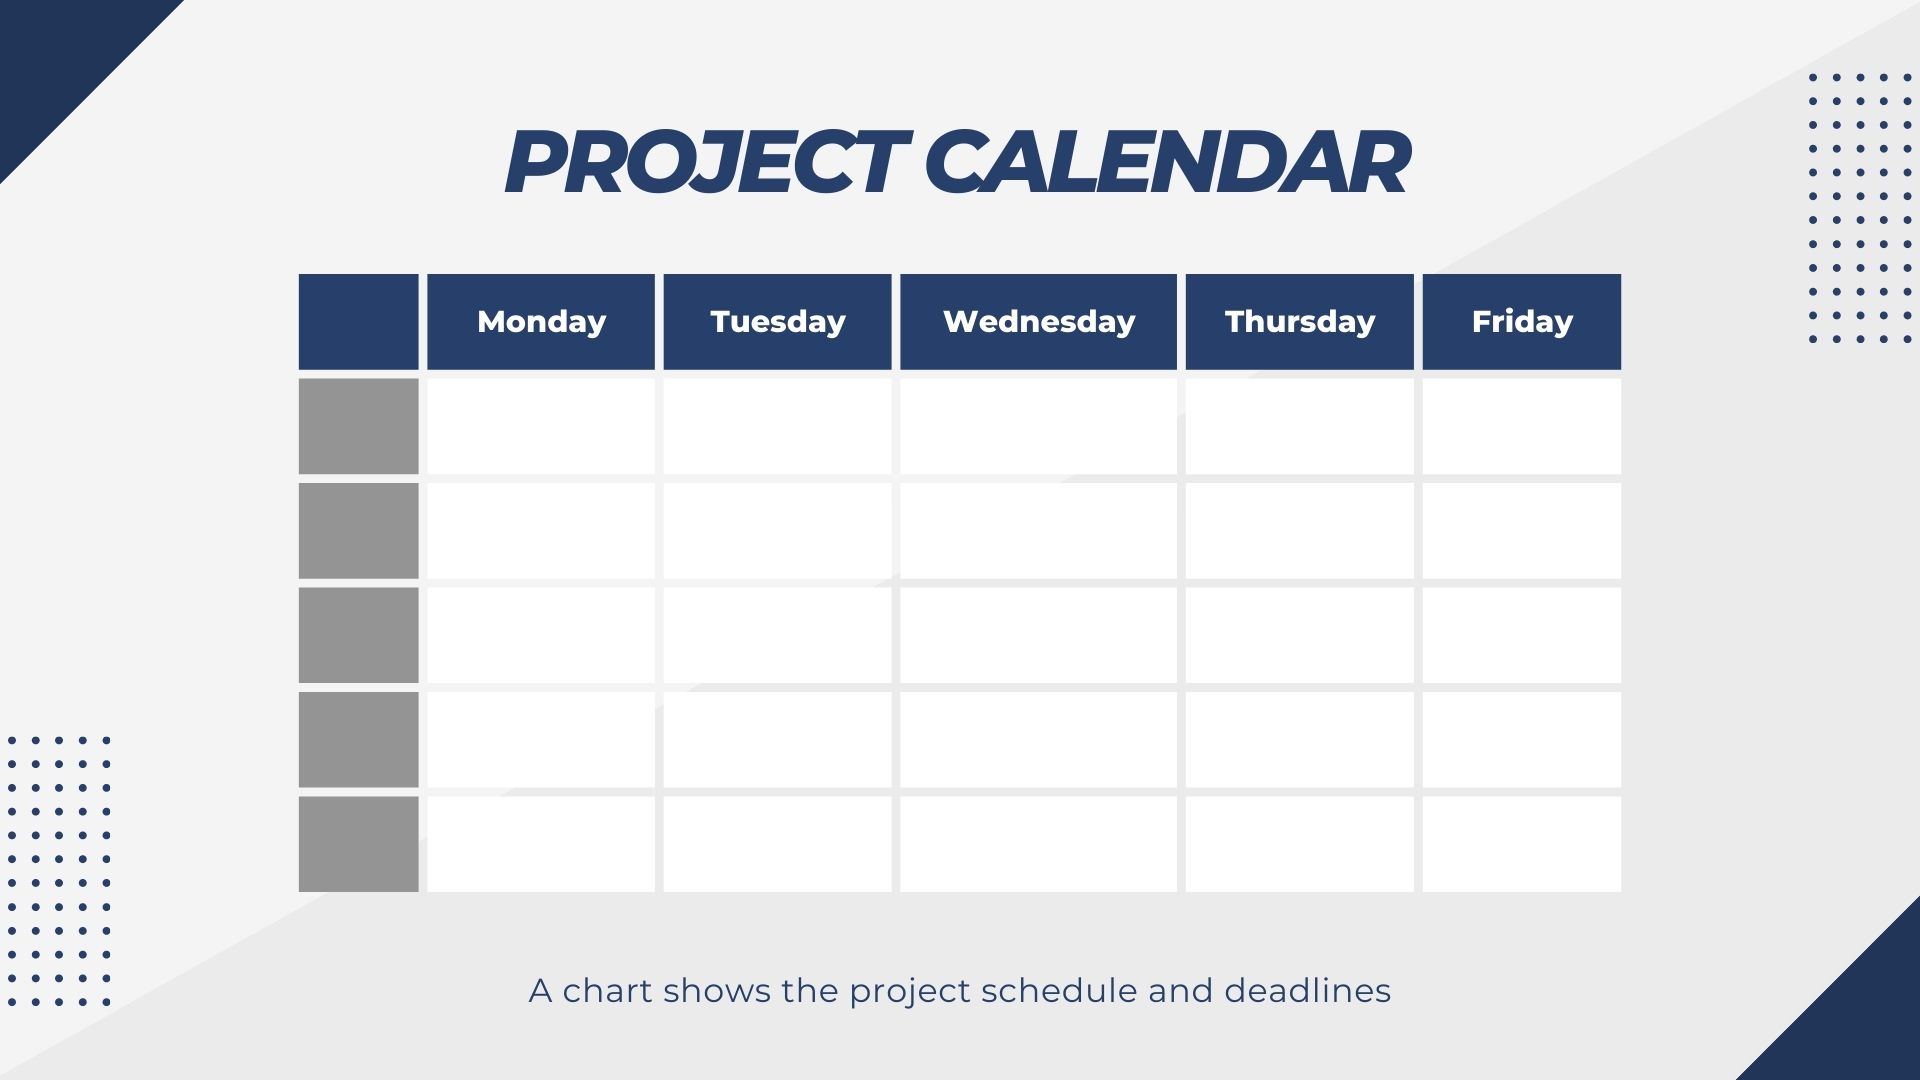 PROJECT CALENDAR
Monday Tuesday Wednesday Thursday Friday
A chart shows the project schedule and deadlines